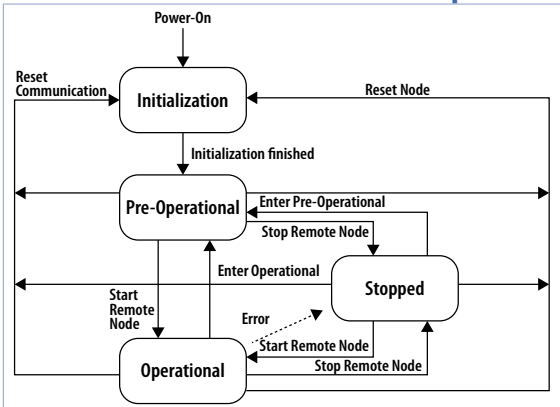 Power-On
Reset
Communication
Initialization
Reset Node
Initialization finished
Pre-Operational
Enter Pre-Operational
Stop Remote Node
Enter Operational
Stopped
Start
Remote
Node
Error
Start Remote Node
Operational
Stop Remote Node